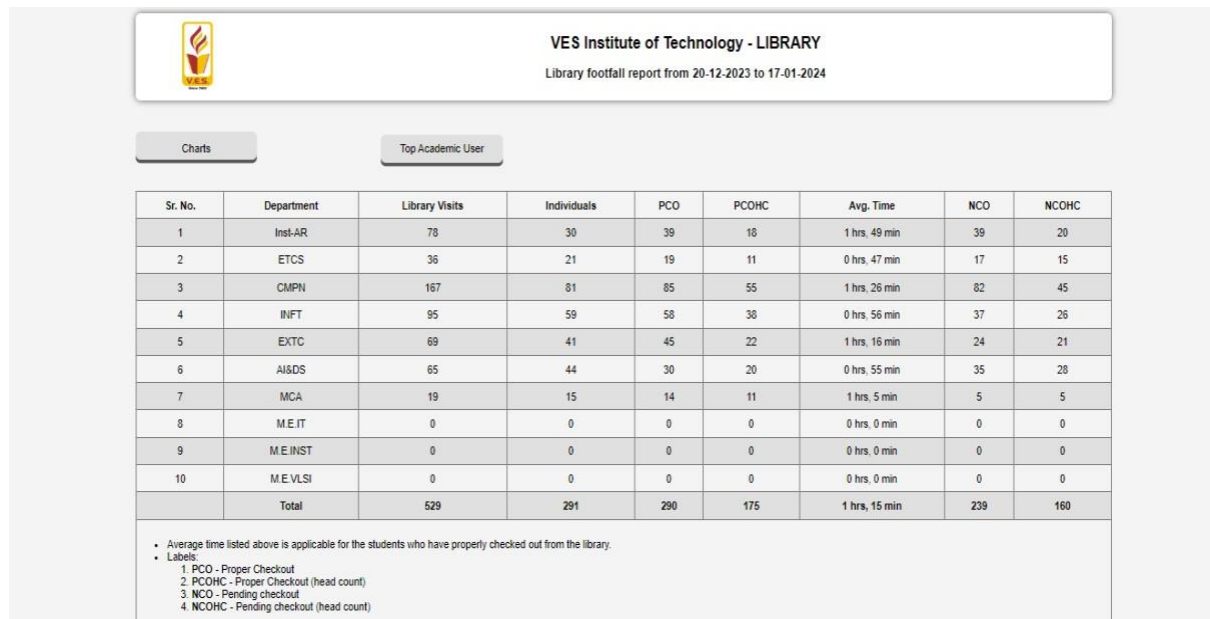 V.E.S.
VES Institute of Technology - LIBRARY
Library footfall report from 20-12-2023 to 17-01-2024
Charts Top Academic User
Sr. No. Department Library Visits Individuals PCO PCOHC Avg. Time NCO NCOHC
1 Inst-AR 78 30 39 18 1 hrs, 49 min 39 20
2 ETCS 36 21 19 11 0 hrs, 47 min 17 15
3 CMPN 167 81 85 55 1 hrs, 26 min 82 45
4 INFT 95 59 58 38 0 hrs, 56 min 37 26
5 EXTC 69 41 45 22 1 hrs, 16 min 24 21
6 AI&DS 65 44 30 20 0 hrs, 55 min 35 28
7 MCA 19 15 14 11 1 hrs, 5 min 5 5
8 M.E.IT 0 0 0 0 0 hrs, 0 min 0 0
9 M.E.INST 0 0 0 0 0 hrs, 0 min 0 0
10 M.E.VLSI 0 0 0 0 0 hrs, 0 min 0 0
Total 529 291 290 175 1 hrs, 15 min 239 160
• Average time listed above is applicable for the students who have properly checked out from the library.
• Labels:
1. PCO - Proper Checkout
2. PCOHC - Proper Checkout (head count)
3. NCO - Pending checkout
4. NCOHC - Pending checkout (head count)